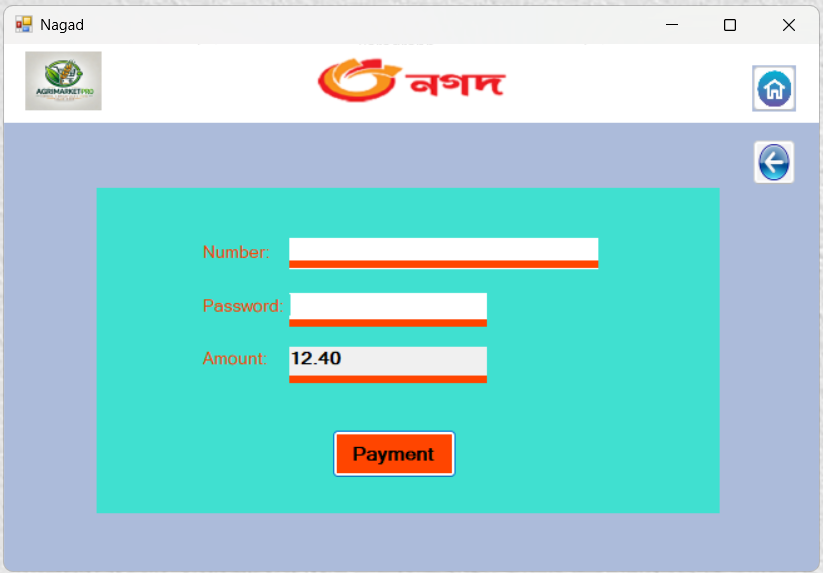 Nagad
AGRIMARKETPRO
নগদ
Number:
Password:
Amount: 12.40
Payment